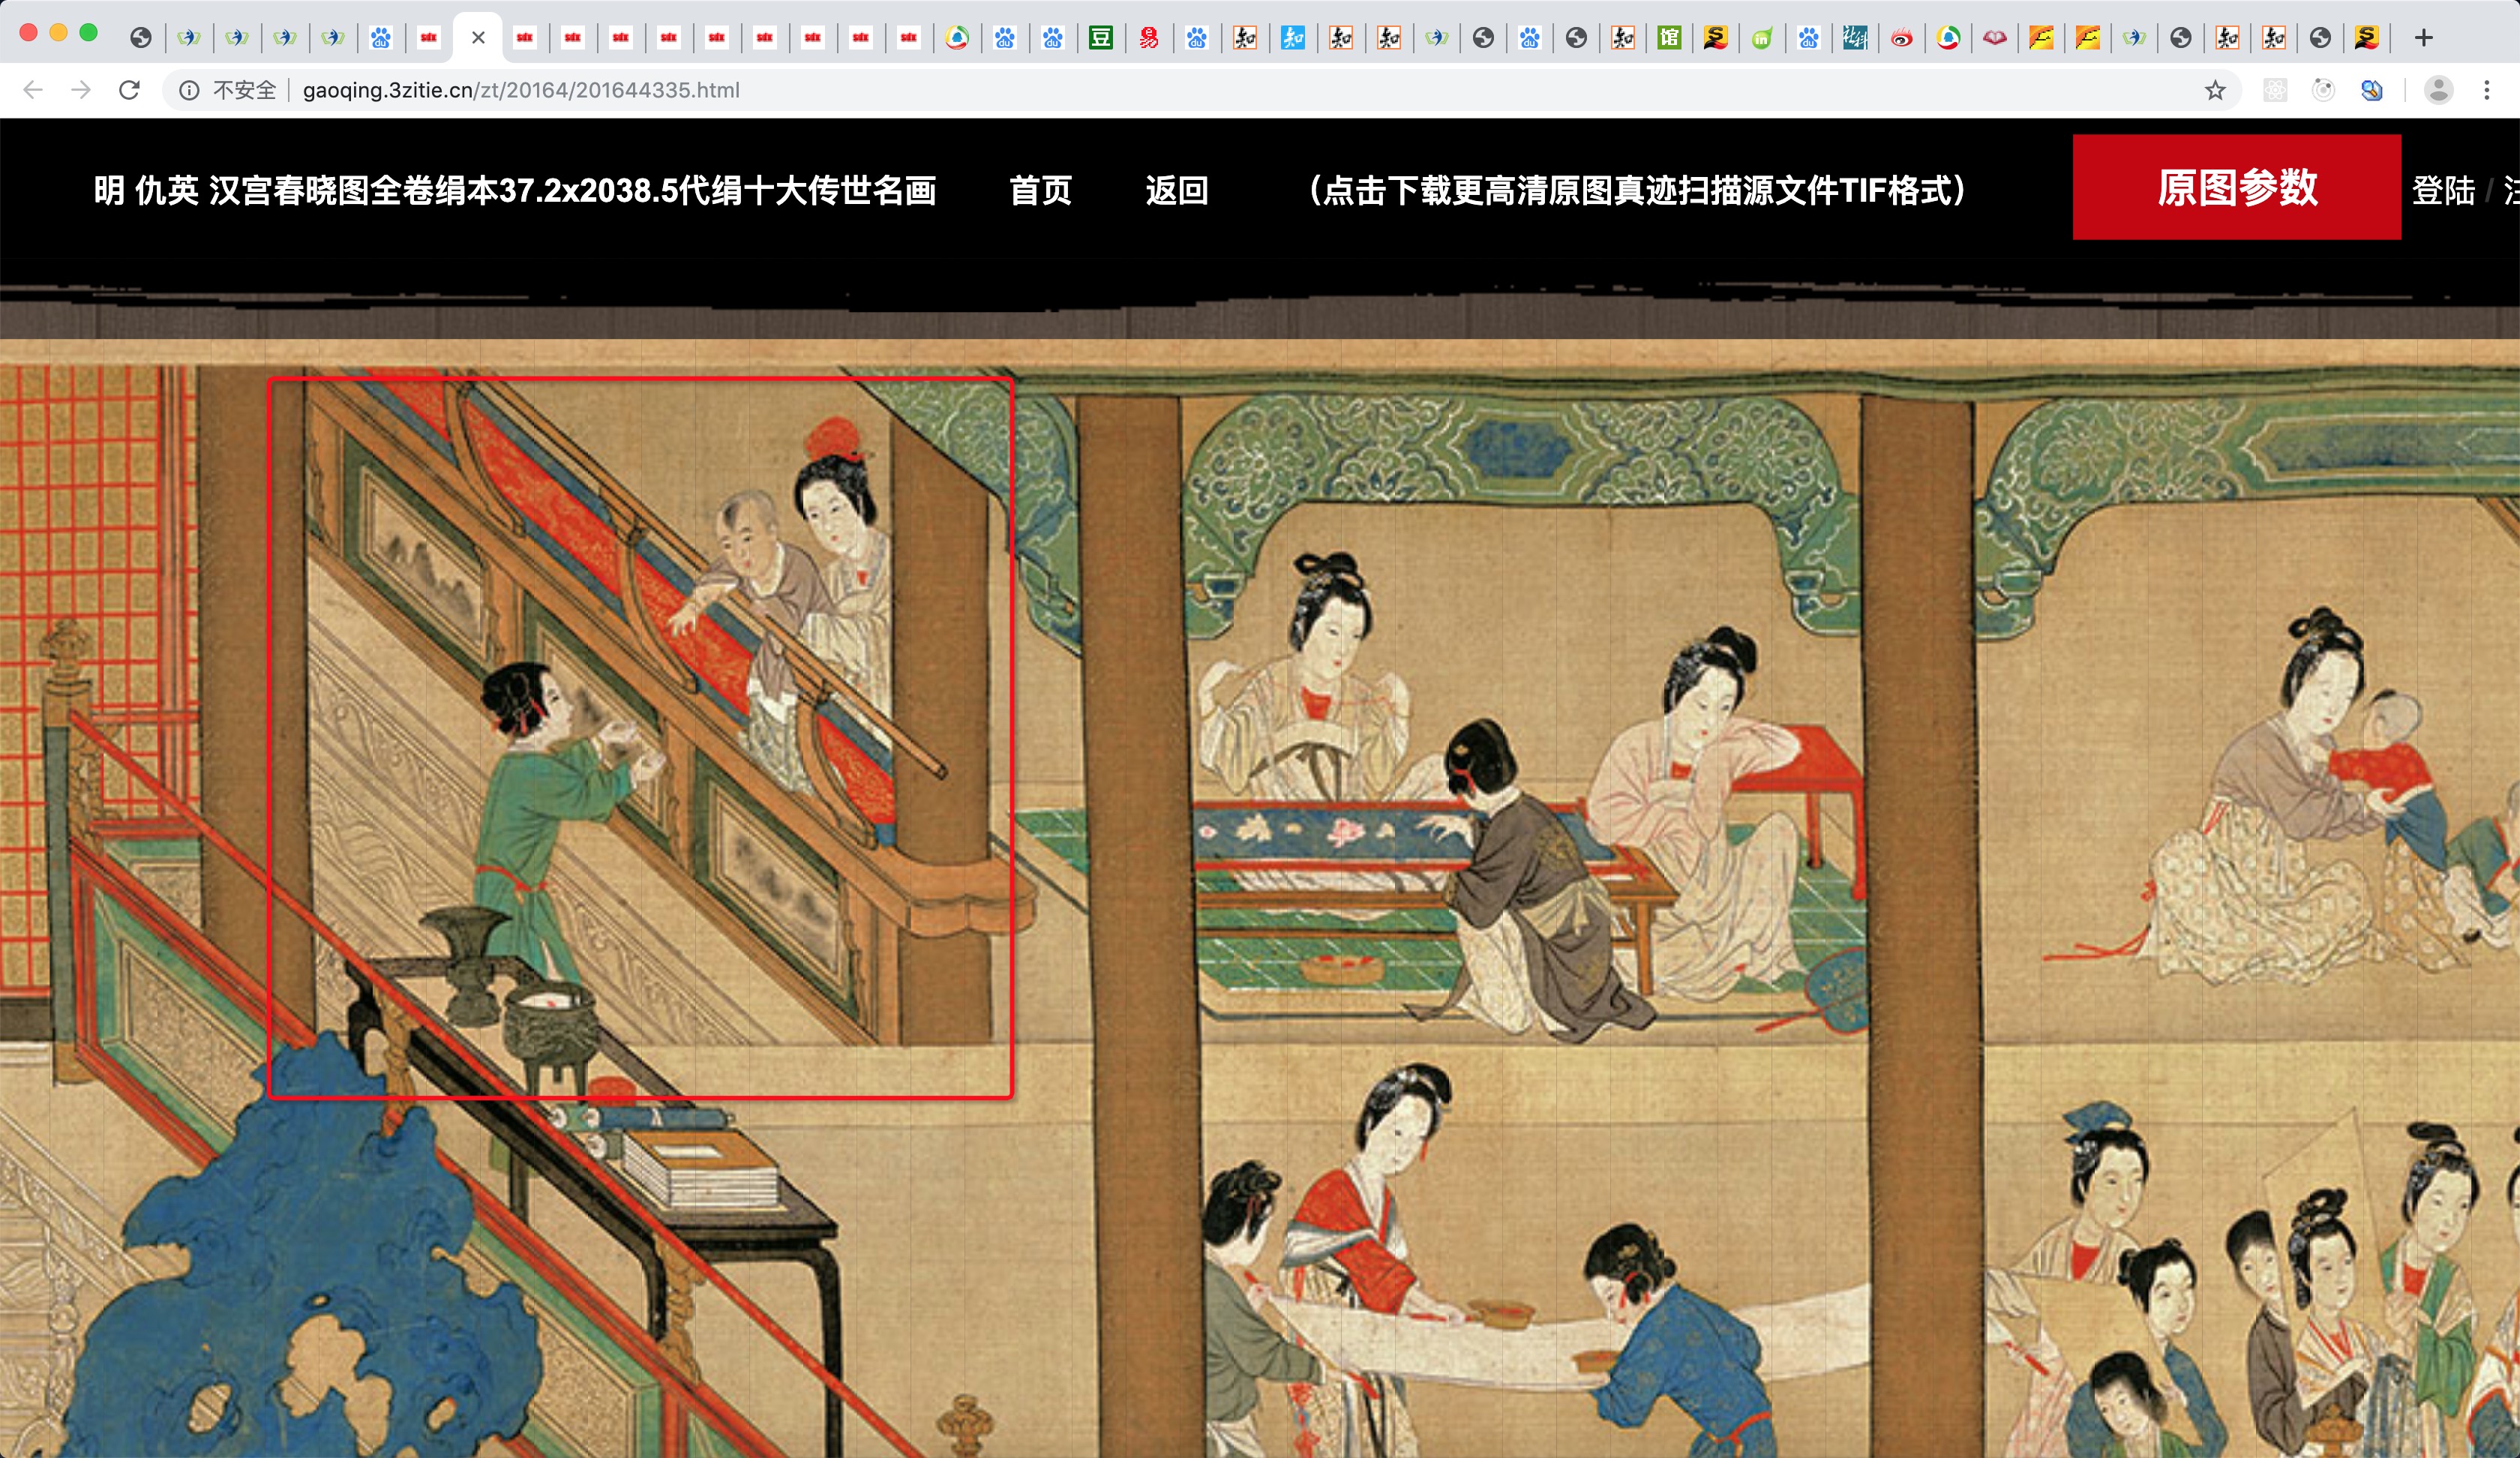 不安全 gaoqing.3zitie.cn/zt/20164/201644335.html
明 仇英 汉宫春晓图全卷绢本37.2x2038.5代绢十大传世名画 首页 返回 （点击下载更高清原图真迹扫描源文件TIF格式） 原图参数 登陆 /